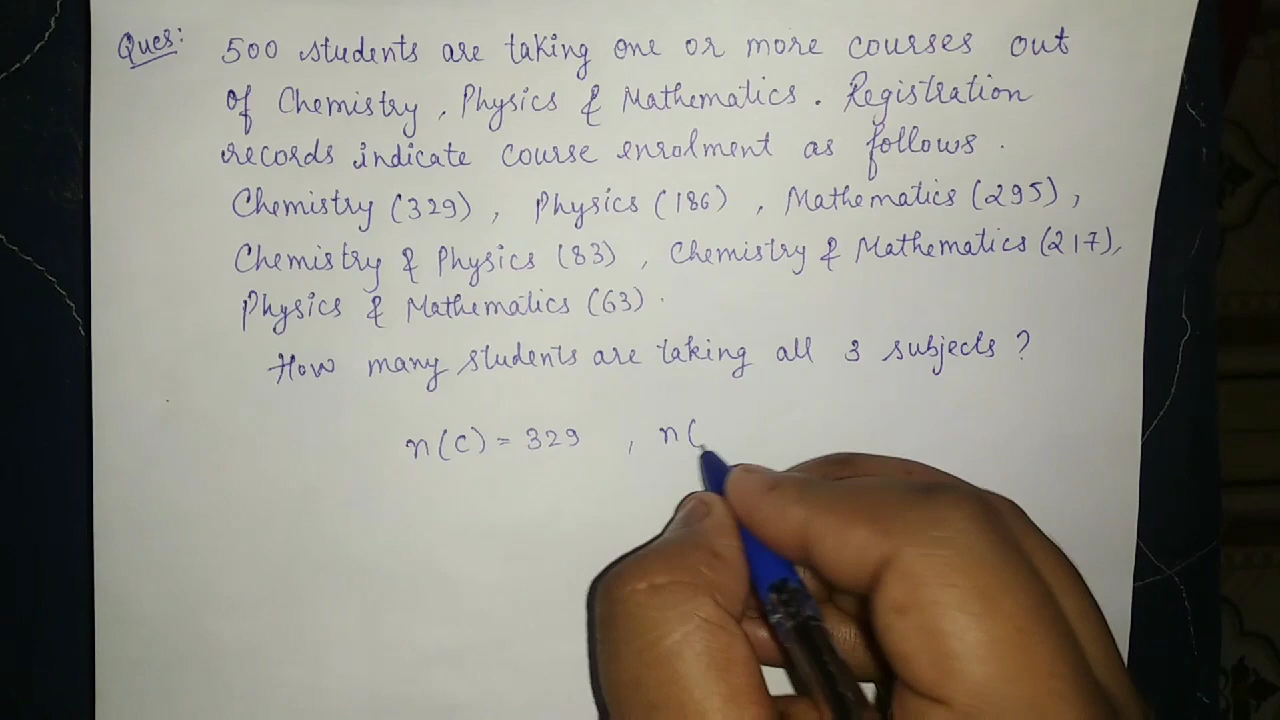 Ques: 500 students are taking one or more courses out
of Chemistry, Physics & Mathematics. Registration
records indicate course enrolment as follows.
Chemistry (329), Physics (186), Mathematics (295),
Chemistry & Physics (83), Chemistry & Mathematics (217),
Physics & Mathematics (63).
How many students are taking all 3 subjects?
n(C) = 329 , n(